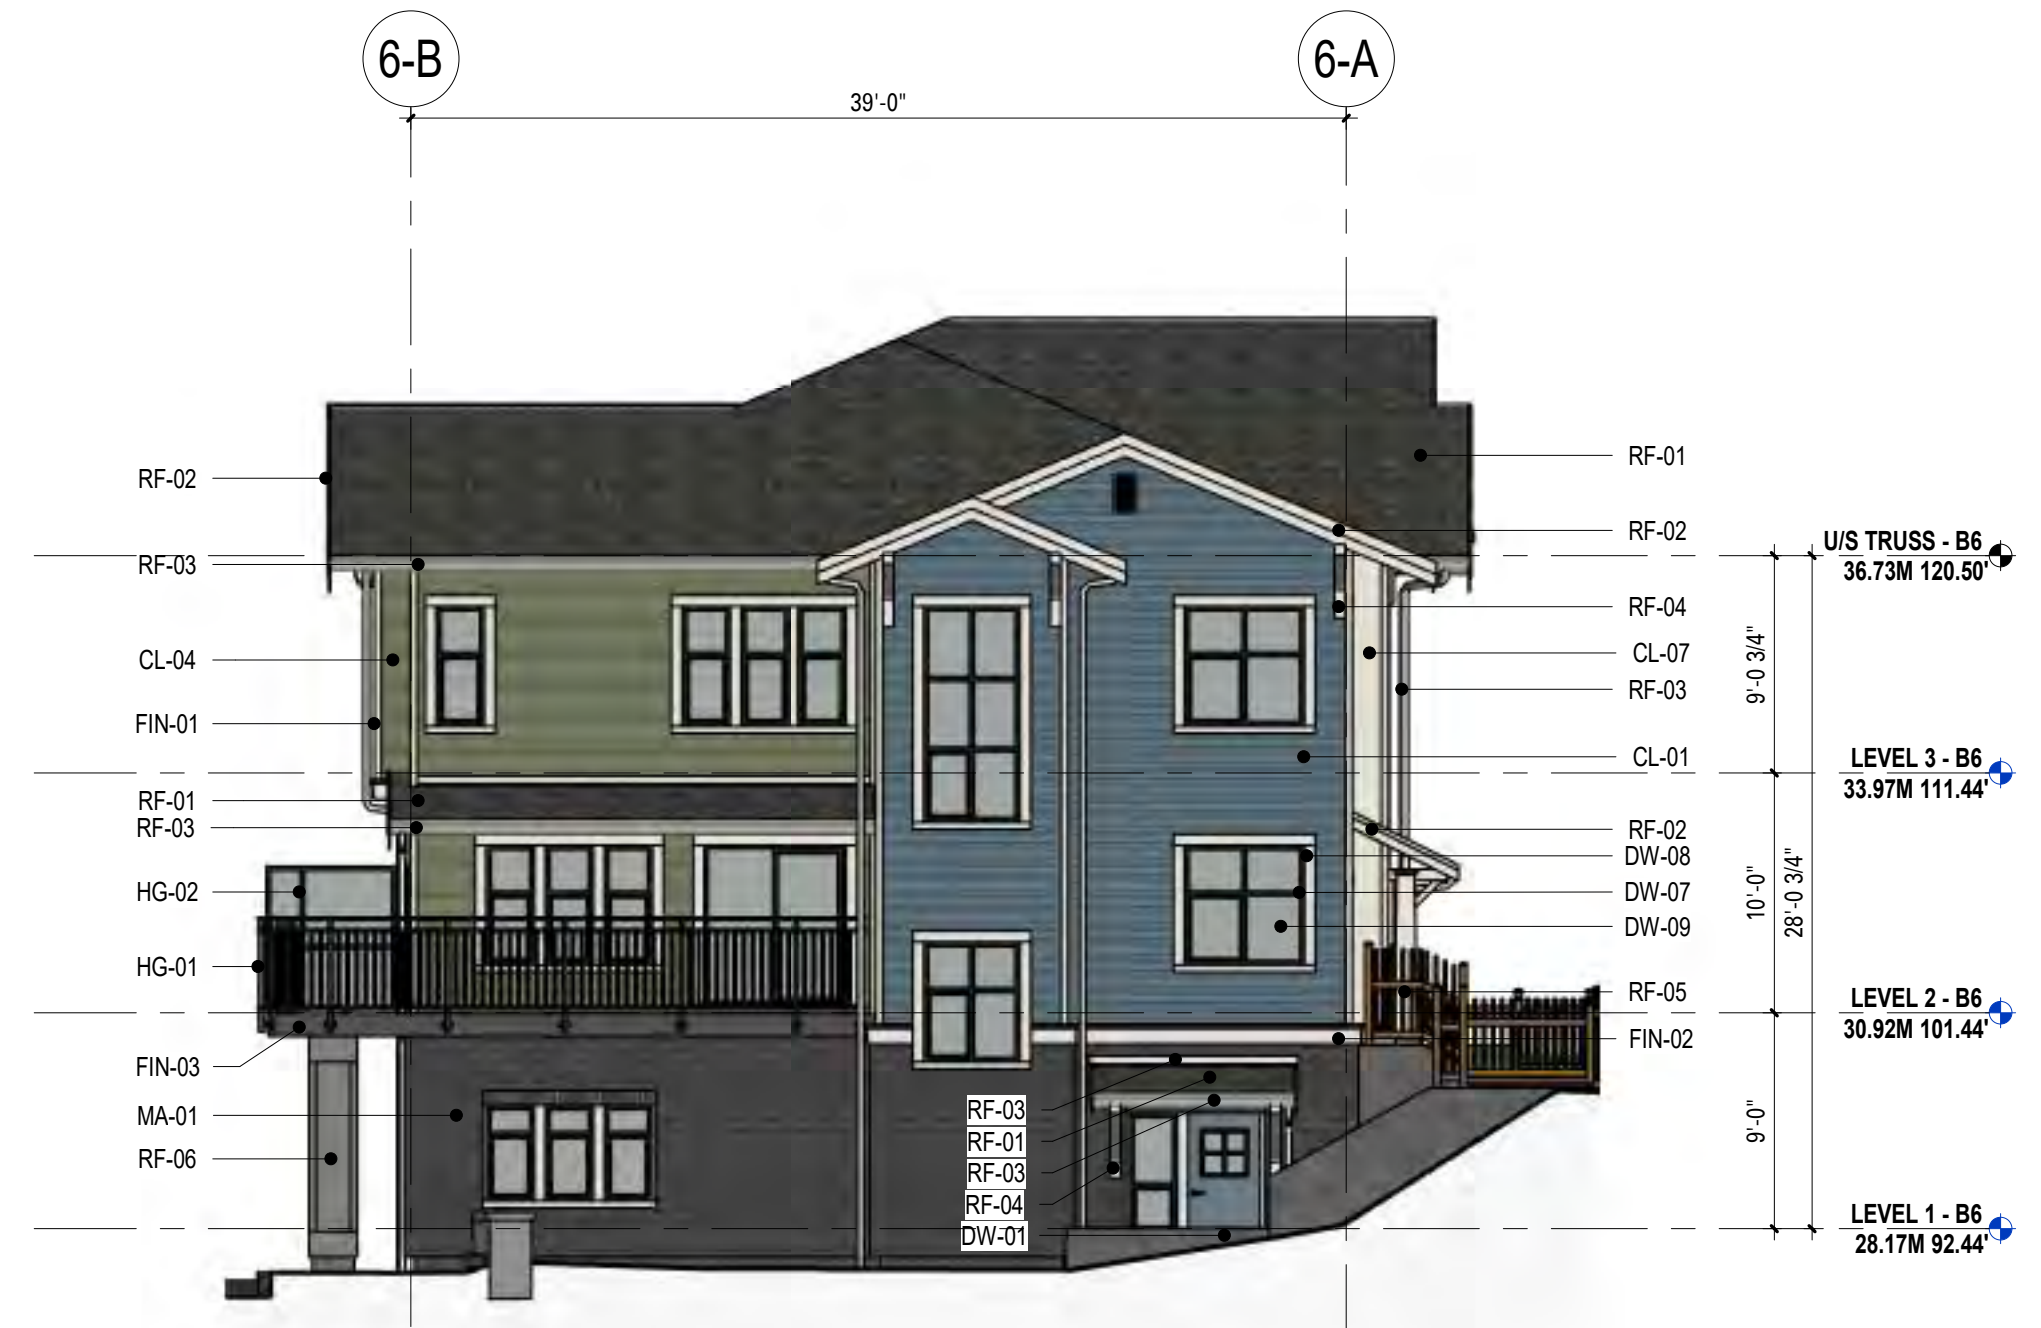 6-B
6-A
39'-0"
RF-02
RF-03
CL-04
FIN-01
RF-01
RF-03
HG-02
HG-01
FIN-03
MA-01
RF-06
RF-03
RF-01
RF-03
RF-04
DW-01
RF-01
RF-02
RF-04
CL-07
RF-03
CL-01
RF-02
DW-08
DW-07
DW-09
RF-05
FIN-02
9'-0 3/4"
10'-0"
28'-0 3/4"
9'-0"
U/S TRUSS - B6
36.73M 120.50'
LEVEL 3 - B6
33.97M 111.44'
LEVEL 2 - B6
30.92M 101.44'
LEVEL 1 - B6
28.17M 92.44'